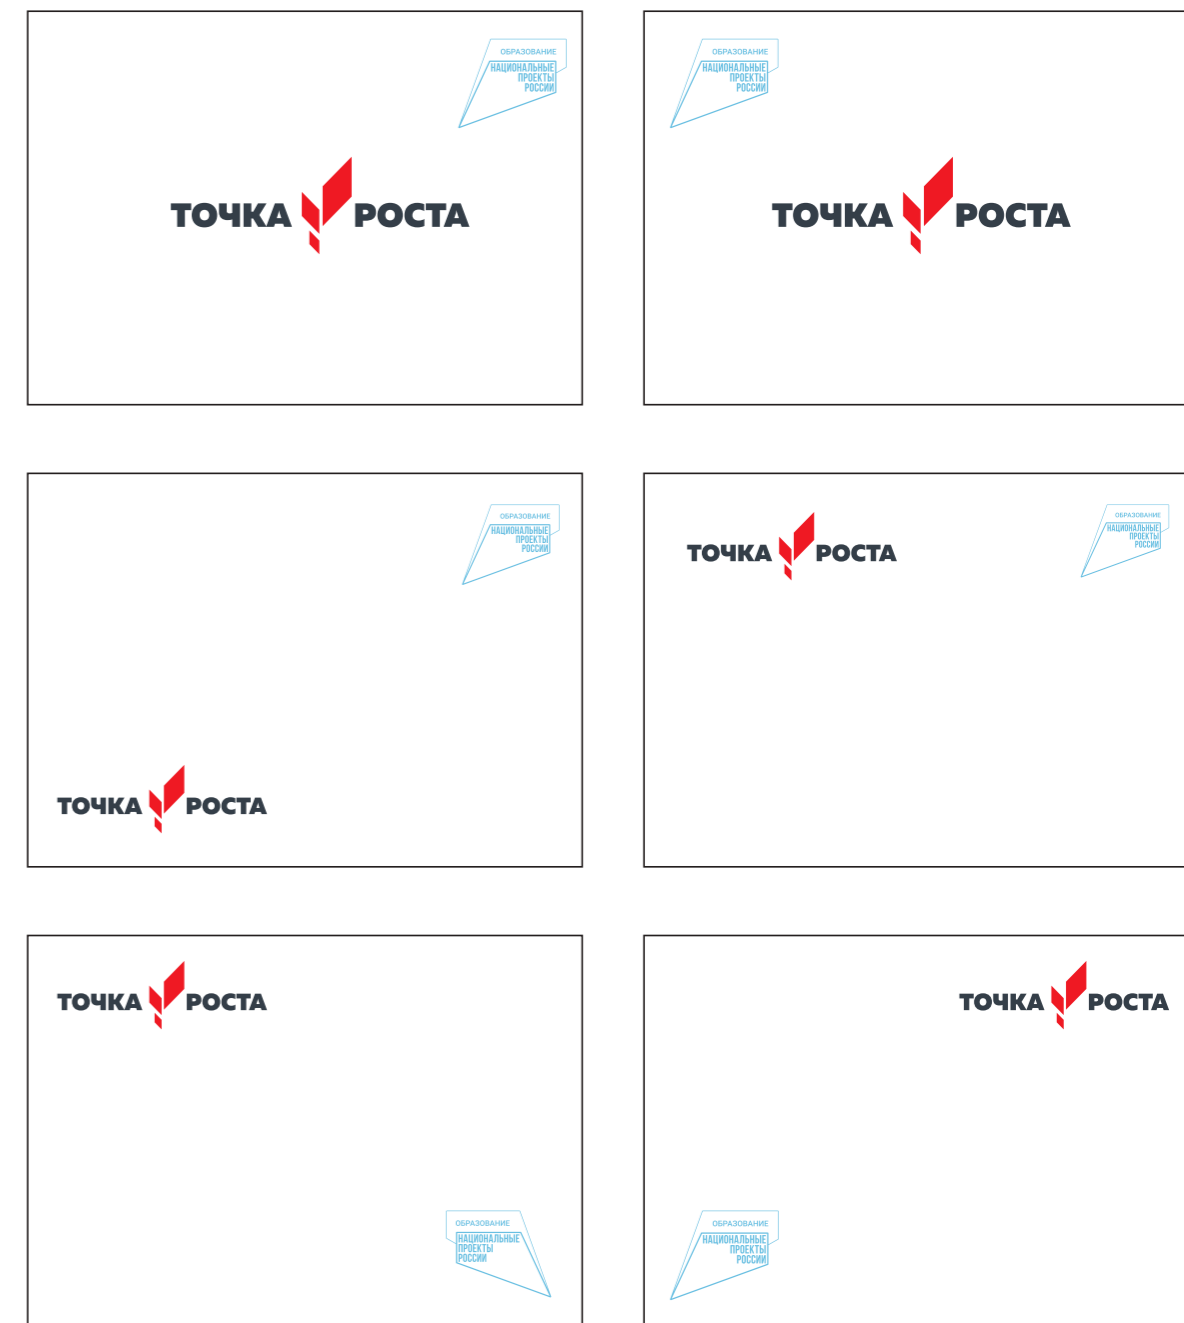 ОБРАЗОВАНИЕ
НАЦИОНАЛЬНЫЕ
ПРОЕКТЫ
РОССИИ
ТОЧКА РОСТА
ОБРАЗОВАНИЕ
НАЦИОНАЛЬНЫЕ
ПРОЕКТЫ
РОССИИ
ТОЧКА РОСТА
ОБРАЗОВАНИЕ
НАЦИОНАЛЬНЫЕ
ПРОЕКТЫ
РОССИИ
ТОЧКА РОСТА
ТОЧКА РОСТА
ОБРАЗОВАНИЕ
НАЦИОНАЛЬНЫЕ
ПРОЕКТЫ
РОССИИ
ТОЧКА РОСТА
ОБРАЗОВАНИЕ
НАЦИОНАЛЬНЫЕ
ПРОЕКТЫ
РОССИИ
ТОЧКА РОСТА
ОБРАЗОВАНИЕ
НАЦИОНАЛЬНЫЕ
ПРОЕКТЫ
РОССИИ